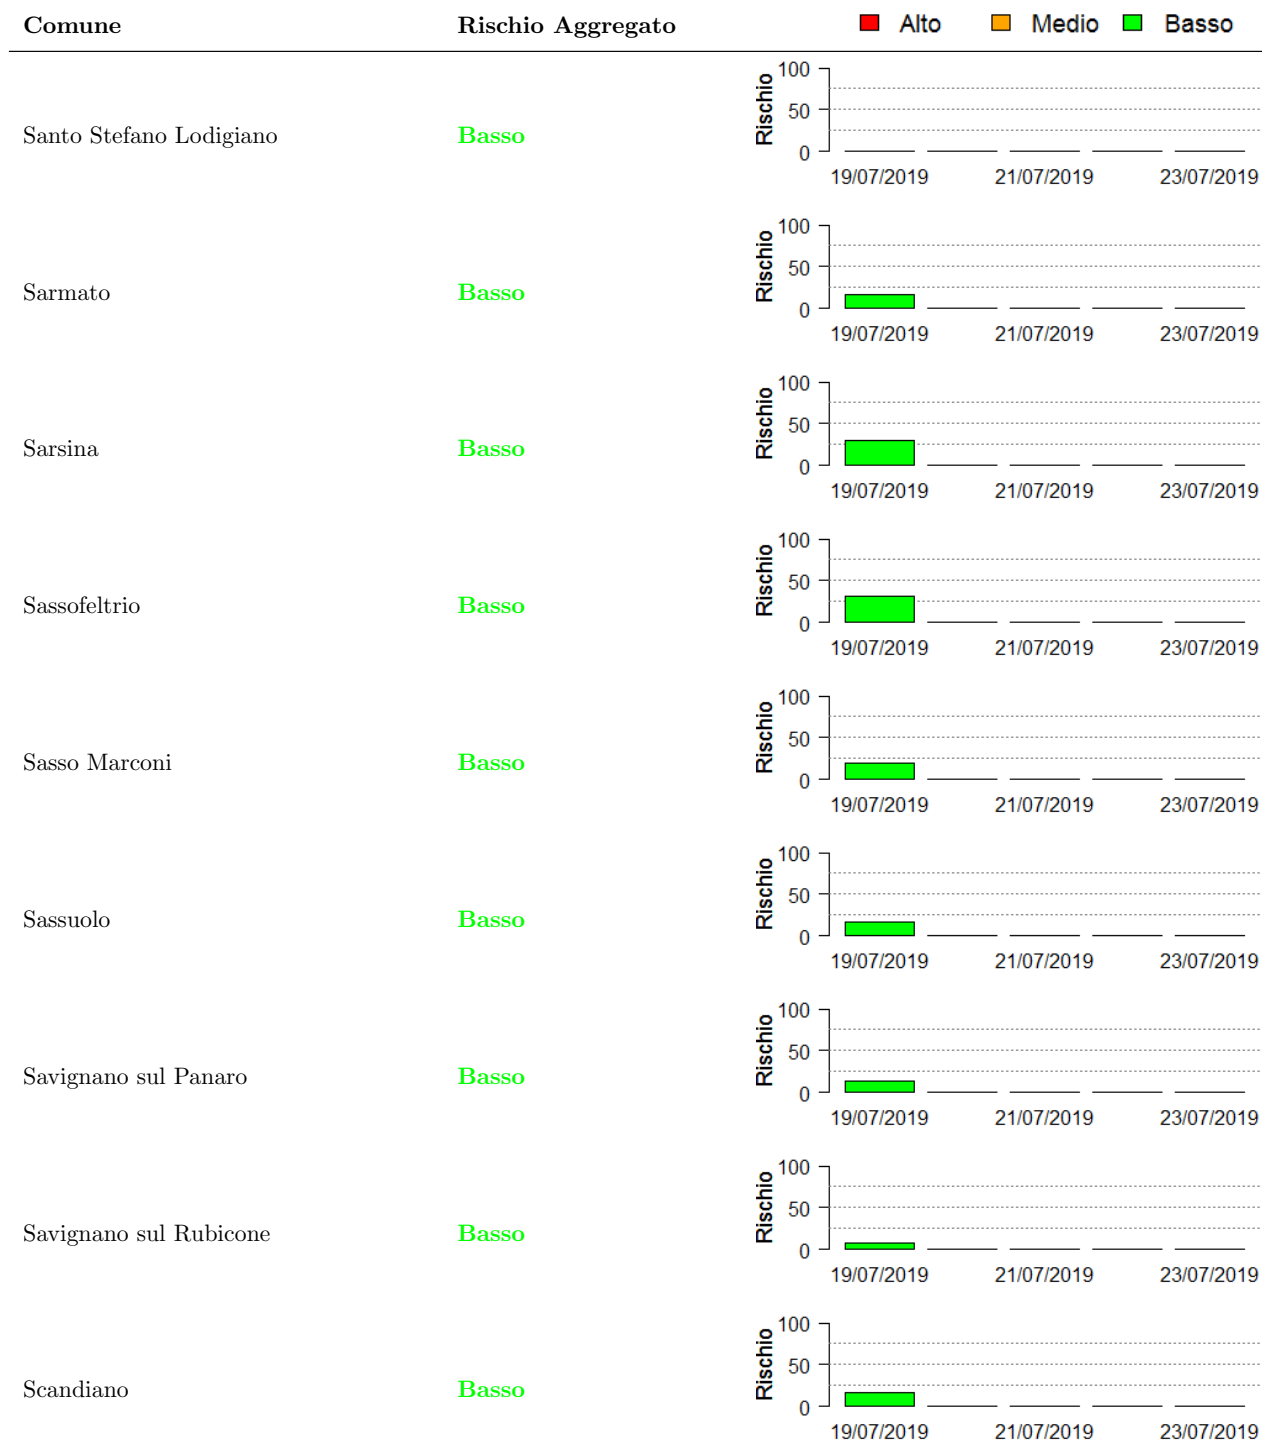 Comune Rischio Aggregato Alto Medio Basso
Santo Stefano Lodigiano Basso Rischio 100 50 0
19/07/2019 21/07/2019 23/07/2019
Sarmato Basso Rischio 100 50 0
19/07/2019 21/07/2019 23/07/2019
Sarsina Basso Rischio 100 50 0
19/07/2019 21/07/2019 23/07/2019
Sassofeltrio Basso Rischio 100 50 0
19/07/2019 21/07/2019 23/07/2019
Sasso Marconi Basso Rischio 100 50 0
19/07/2019 21/07/2019 23/07/2019
Sassuolo Basso Rischio 100 50 0
19/07/2019 21/07/2019 23/07/2019
Savignano sul Panaro Basso Rischio 100 50 0
19/07/2019 21/07/2019 23/07/2019
Savignano sul Rubicone Basso Rischio 100 50 0
19/07/2019 21/07/2019 23/07/2019
Scandiano Basso Rischio 100 50 0
19/07/2019 21/07/2019 23/07/2019